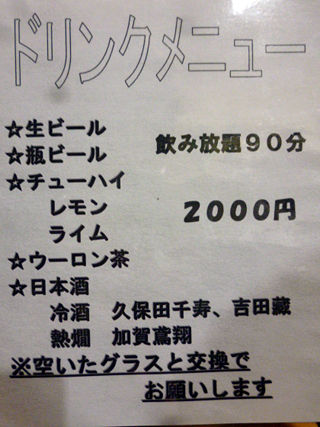 ドリンクメニュー
☆生ビール
☆瓶ビール
飲み放題９０分
☆チューハイ
レモン
２０００円
ライム
☆ウーロン茶
☆日本酒
冷酒　久保田千寿、吉田藏
熱燗　加賀鳶翔
※空いたグラスと交換で
お願いします